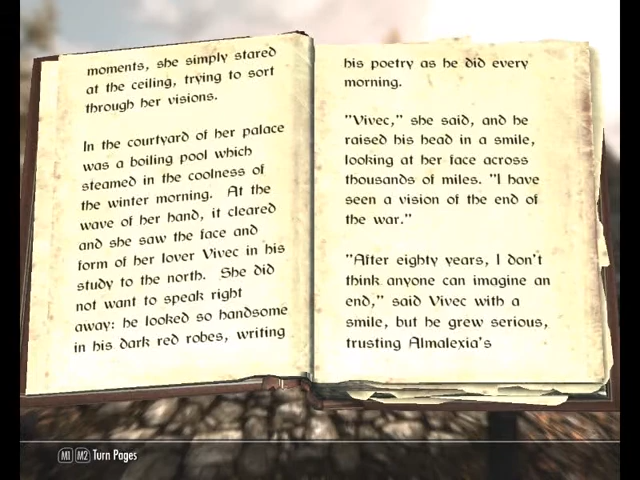 moments, she simply stared
at the ceiling, trying to sort
through her visions.
In the courtyard of her palace
was a boiling pool which
steamed in the coolness of
the winter morning. At the
wave of her hand, it cleared
and she saw the face and
form of her lover Vivec in his
study to the north. She did
not want to speak right
away: he looked so handsome
in his dark red robes, writing
his poetry as he did every
morning.
"Vivec," she said, and he
raised his head in a smile,
looking at her face across
thousands of miles. "I have
seen a vision of the end of
the war."
"After eighty years, I don't
think anyone can imagine an
end," said Vivec with a
smile, but he grew serious,
trusting Almalexia's
M1 M2 Turn Pages